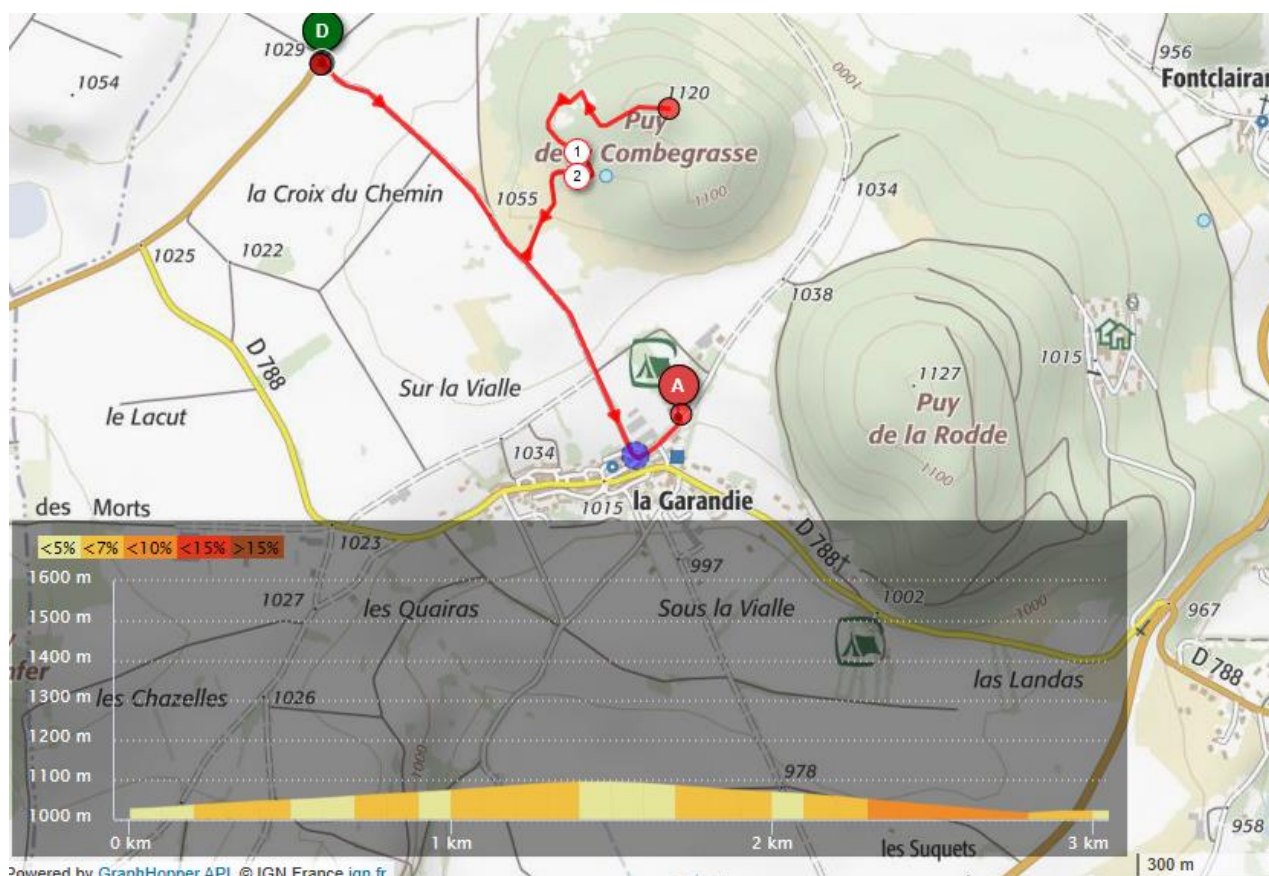 D
1029
1054
956
Fontclairan
1000
1120
Puy
de Combegrasse
1
2
1034
la Croix du Chemin
1055
1100
1025
1022
1038
D 788
1015
1127
Puy
de la Rodde
1100
Sur la Vialle
A
le Lacut
1034
la Garandie
1015
des Morts
D 788
<5% <7% <10% <15% >15%
1023
997
1600 m
1027
les Quairas
Sous la Vialle
1002
1000
967
1500 m
1400 m
D 788
nfer
las Landas
les Chazelles
1026
1300 m
1200 m
1000
978
1100 m
1000 m
0 km
1 km
2 km
3 km
958
les Suquets
300 m
Powered by GraphHopper API, © IGN France ign.fr